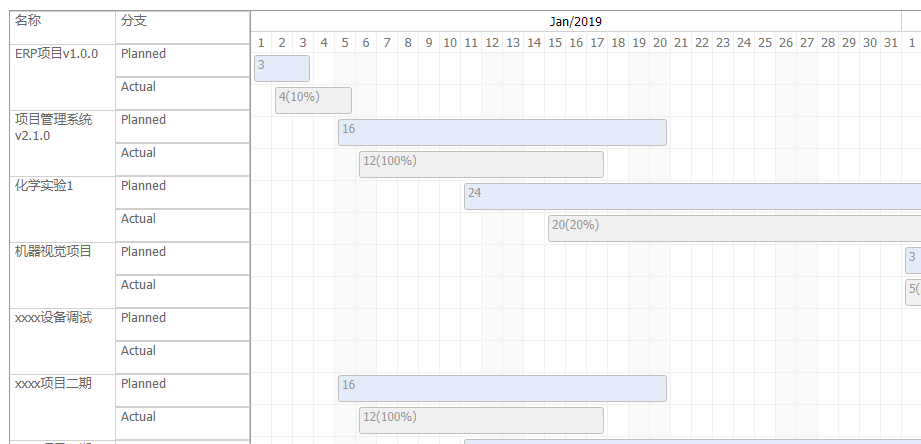 名称 分支 Jan/2019
1 2 3 4 5 6 7 8 9 10 11 12 13 14 15 16 17 18 19 20 21 22 23 24 25 26 27 28 29 30 31 1
ERP项目v1.0.0 Planned 3
Actual 4(10%)
项目管理系统 Planned 16
v2.1.0
Actual 12(100%)
化学实验1 Planned 24
Actual 20(20%)
机器视觉项目 Planned 3
Actual 5(
xxxx设备调试 Planned
Actual
xxxx项目二期 Planned 16
Actual 12(100%)